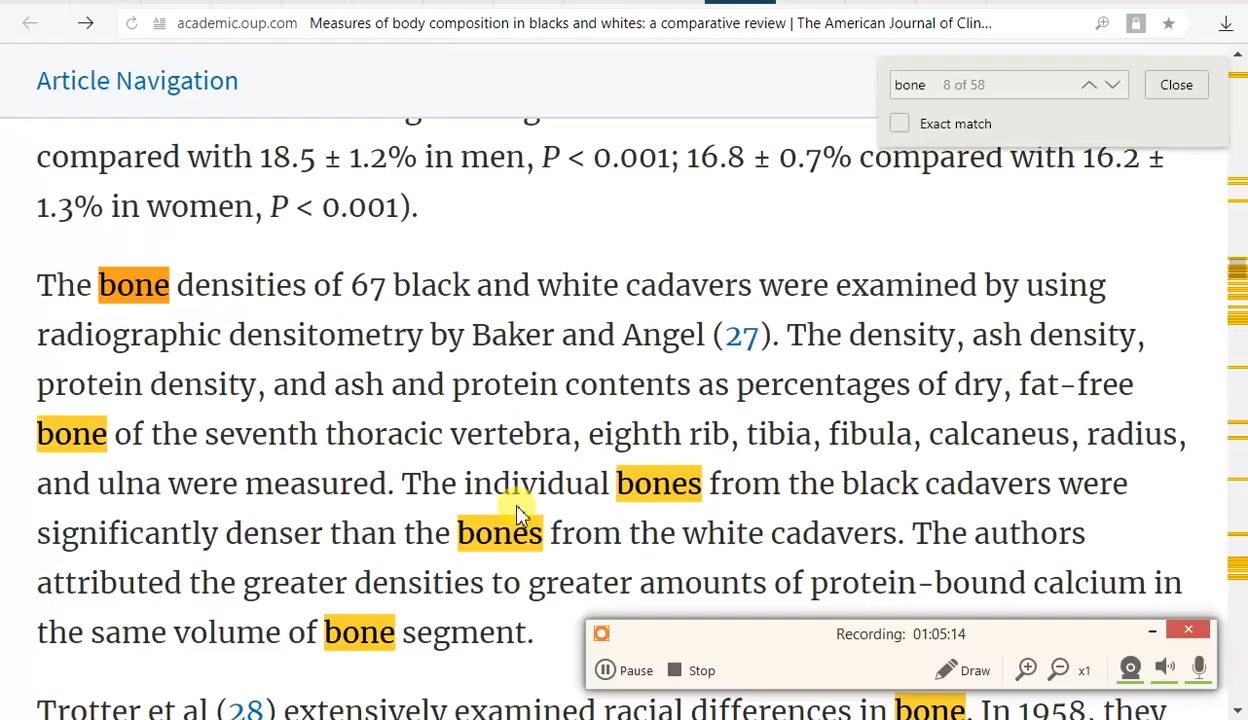 academic.oup.com Measures of body composition in blacks and whites: a comparative review | The American Journal of Clin...
Article Navigation
bone 8 of 58 Close
Exact match
compared with 18.5 ± 1.2% in men, P < 0.001; 16.8 ± 0.7% compared with 16.2 ±
1.3% in women, P < 0.001).
The bone densities of 67 black and white cadavers were examined by using
radiographic densitometry by Baker and Angel (27). The density, ash density,
protein density, and ash and protein contents as percentages of dry, fat-free
bone of the seventh thoracic vertebra, eighth rib, tibia, fibula, calcaneus, radius,
and ulna were measured. The individual bones from the black cadavers were
significantly denser than the bones from the white cadavers. The authors
attributed the greater densities to greater amounts of protein-bound calcium in
the same volume of bone segment.
Recording: 01:05:14
Pause Stop Draw x1
Trotter et al (28) extensively examined racial differences in bone. In 1958, they